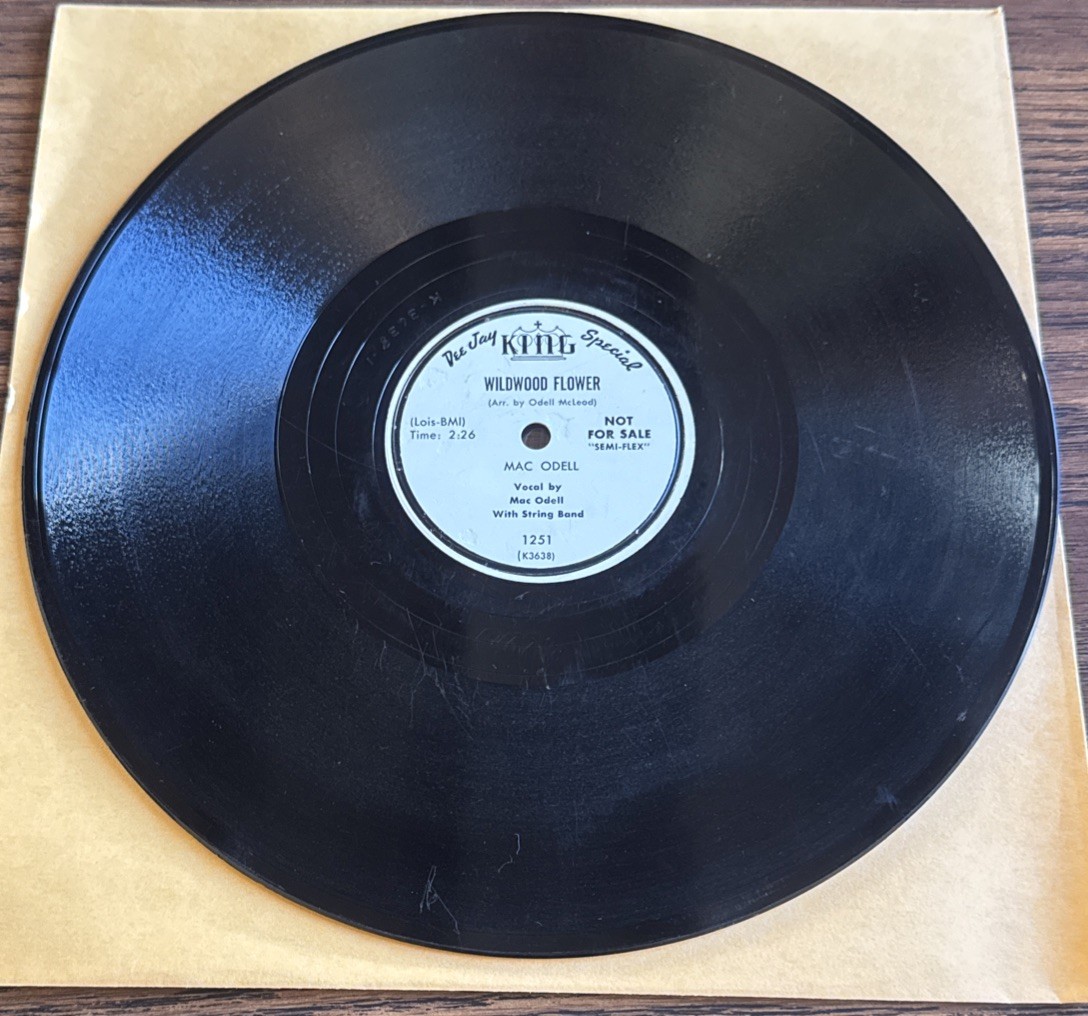 Dee Jay KING Special
WILDWOOD FLOWER
(Arr. by Odell McLeod)
(Lois-BMI)
Time: 2:26
NOT
FOR SALE
"SEMI-FLEX"
MAC ODELL
Vocal by
Mac Odell
With String Band
1251
(K3638)